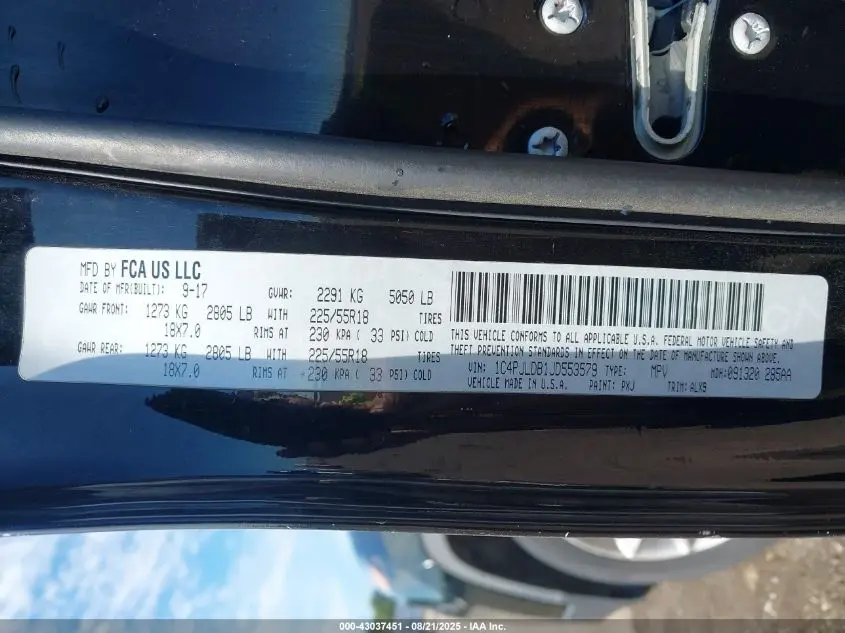 MFD BY FCA US LLC
DATE OF MFR(BUILT): 9-17 GVWR: 2291 KG 5050 LB
GAWR FRONT: 1273 KG 2805 LB WITH 225/55R18 TIRES
18X7.0 RIMS AT 230 KPA ( 33 PSI) COLD
GAWR REAR: 1273 KG 2805 LB WITH 225/55R18 TIRES
18X7.0 RIMS AT 230 KPA ( 33 PSI) COLD
THIS VEHICLE CONFORMS TO ALL APPLICABLE U.S.A. FEDERAL MOTOR VEHICLE SAFETY AND
THEFT PREVENTION STANDARDS IN EFFECT ON THE DATE OF MANUFACTURE SHOWN ABOVE.
VIN: 1C4PJLDB1JD553579 TYPE: MPV MDH: 091320 285AA
VEHICLE MADE IN U.S.A. PAINT: PXJ TRIM: ALX9
000-43037451 - 08/21/2025 - IAA Inc.